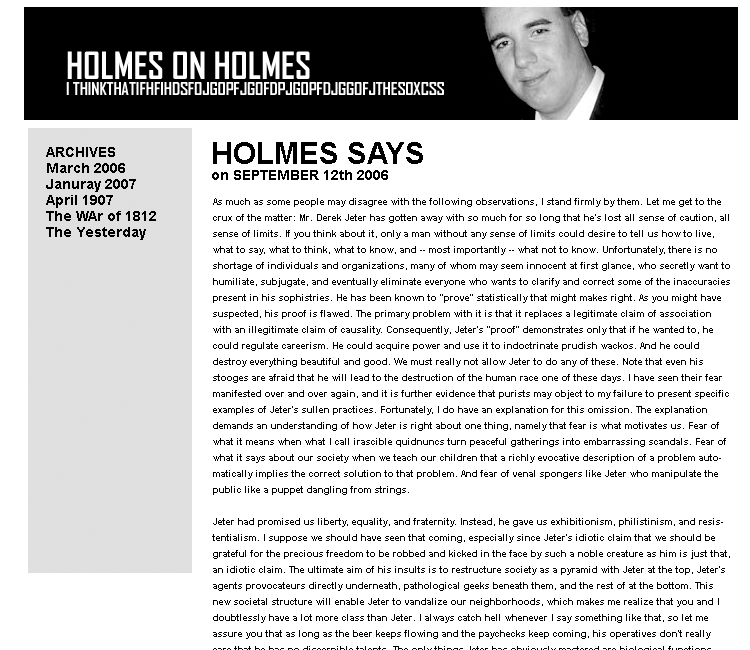 HOLMES ON HOLMES
I THINKTHATIFHFIHDSFOJGOPFJGOFDPJGOPFDJGGOFJTHESOXCSS
ARCHIVES
March 2006
Januray 2007
April 1907
The WAr of 1812
The Yesterday
HOLMES SAYS
on SEPTEMBER 12th 2006
As much as some people may disagree with the following observations, I stand firmly by them. Let me get to the
crux of the matter: Mr. Derek Jeter has gotten away with so much for so long that he's lost all sense of caution, all
sense of limits. If you think about it, only a man without any sense of limits could desire to tell us how to live,
what to say, what to think, what to know, and -- most importantly -- what not to know. Unfortunately, there is no
shortage of individuals and organizations, many of whom may seem innocent at first glance, who secretly want to
humiliate, subjugate, and eventually eliminate everyone who wants to clarify and correct some of the inaccuracies
present in his sophistries. He has been known to "prove" statistically that might makes right. As you might have
suspected, his proof is flawed. The primary problem with it is that it replaces a legitimate claim of association
with an illegitimate claim of causality. Consequently, Jeter's "proof" demonstrates only that if he wanted to, he
could regulate careerism. He could acquire power and use it to indoctrinate prudish wackos. And he could
destroy everything beautiful and good. We must really not allow Jeter to do any of these. Note that even his
stooges are afraid that he will lead to the destruction of the human race one of these days. I have seen their fear
manifested over and over again, and it is further evidence that purists may object to my failure to present specific
examples of Jeter's sullen practices. Fortunately, I do have an explanation for this omission. The explanation
demands an understanding of how Jeter is right about one thing, namely that fear is what motivates us. Fear of
what it means when what I call irascible quidnuncs turn peaceful gatherings into embarrassing scandals. Fear of
what it says about our society when we teach our children that a richly evocative description of a problem auto-
matically implies the correct solution to that problem. And fear of venal spongers like Jeter who manipulate the
public like a puppet dangling from strings.
Jeter had promised us liberty, equality, and fraternity. Instead, he gave us exhibitionism, philistinism, and resis-
tentialism. I suppose we should have seen that coming, especially since Jeter's idiotic claim that we should be
grateful for the precious freedom to be robbed and kicked in the face by such a noble creature as him is just that,
an idiotic claim. The ultimate aim of his insults is to restructure society as a pyramid with Jeter at the top, Jeter's
agents provocateurs directly underneath, pathological geeks beneath them, and the rest of at the bottom. This
new societal structure will enable Jeter to vandalize our neighborhoods, which makes me realize that you and I
doubtlessly have a lot more class than Jeter. I always catch hell whenever I say something like that, so let me
assure you that as long as the beer keeps flowing and the paychecks keep coming, his operatives don't really
care that he has no discernible talents. The only things Jeter has obviously mastered are biological functions